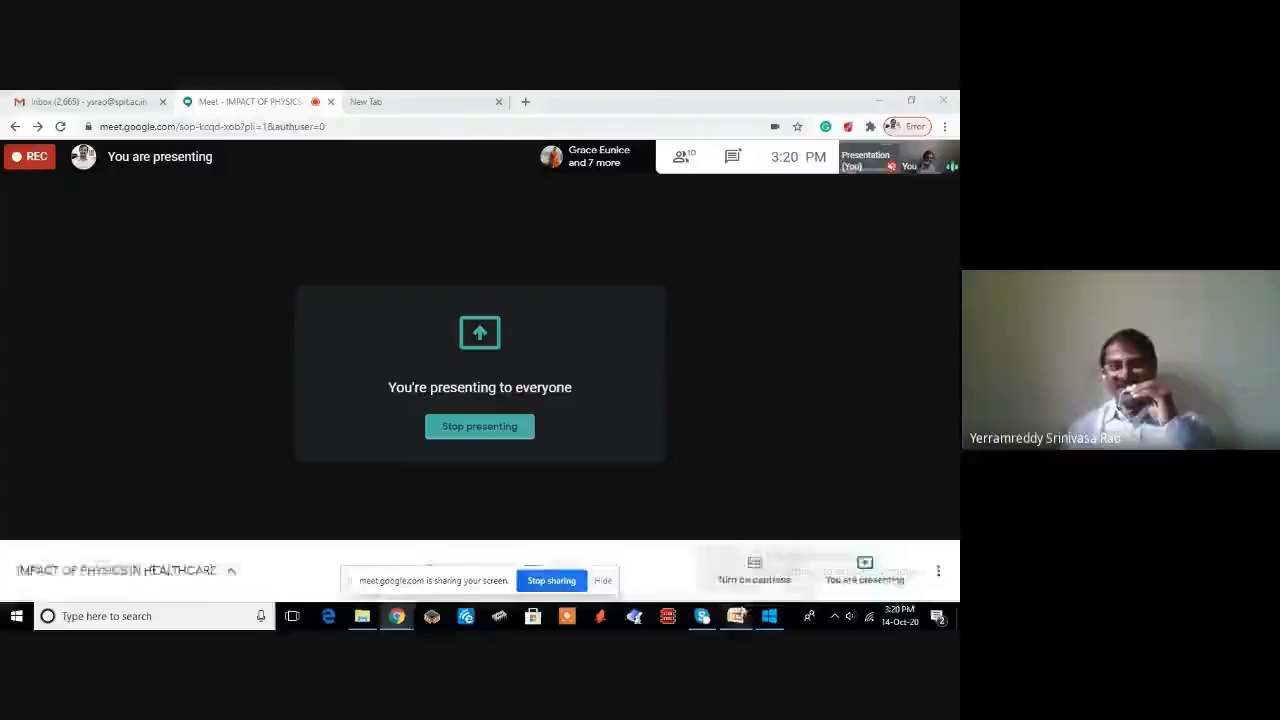 Inbox (2,665) - ysrao@spit.ac.in
Meet - IMPACT OF PHYSICS
New Tab
meet.google.com/sop-kzqd-xob?pli=1&authuser=0
Error
REC
You are presenting
Grace Eunice
and 7 more
10
3:20 PM
Presentation
(You)
You
You're presenting to everyone
Stop presenting
Yerramreddy Srinivasa Rao
IMPACT OF PHYSICS IN HEALTHCARE
meet.google.com is sharing your screen.
Stop sharing
Hide
Turn on captions
You are presenting
Type here to search
3:20 PM
14-Oct-20
2